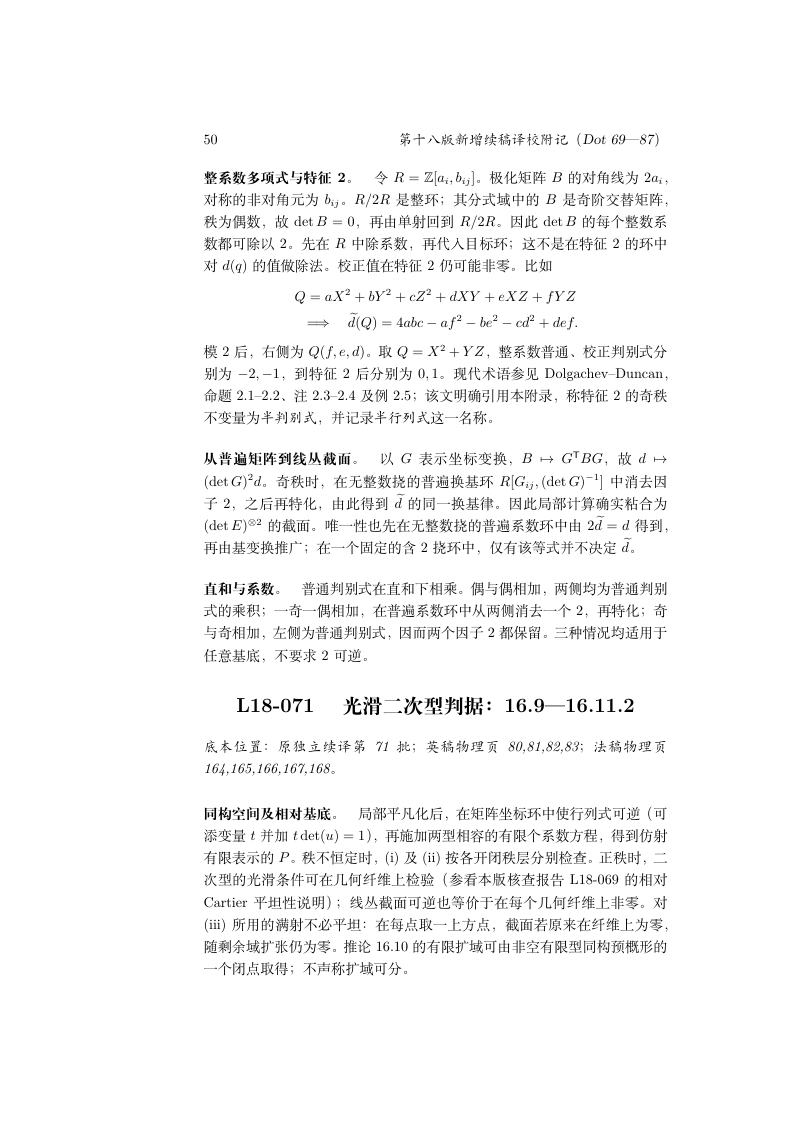 50 第十八版新增续稿译校附记（Dot 69—87）
整系数多项式与特征 2。 令 R = ℤ[aᵢ, bᵢⱼ]。极化矩阵 B 的对角线为 2aᵢ，
对称的非对角元为 bᵢⱼ。R/2R 是整环；其分式域中的 B 是奇阶交替矩阵，
秩为偶数，故 det B = 0，再由单射回到 R/2R。因此 det B 的每个整数系
数都可除以 2。先在 R 中除系数，再代入目标环；这不是在特征 2 的环中
对 d(q) 的值做除法。校正值在特征 2 仍可能非零。比如
Q = aX² + bY² + cZ² + dXY + eXZ + fYZ
⟹ d̃(Q) = 4abc − af² − be² − cd² + def.
模 2 后，右侧为 Q(f, e, d)。取 Q = X² + YZ，整系数普通、校正判别式分
别为 −2, −1，到特征 2 后分别为 0, 1。现代术语参见 Dolgachev–Duncan，
命题 2.1–2.2、注 2.3–2.4 及例 2.5；该文明确引用本附录，称特征 2 的奇秩
不变量为半判别式，并记录半行列式这一名称。
从普遍矩阵到线丛截面。 以 G 表示坐标变换，B ↦ GᵀBG，故 d ↦
(det G)²d。奇秩时，在无整数挠的普遍换基环 R[Gᵢⱼ, (det G)⁻¹] 中消去因
子 2，之后再特化，由此得到 d̃ 的同一换基律。因此局部计算确实粘合为
(det E)^⊗2 的截面。唯一性也先在无整数挠的普遍系数环中由 2d̃ = d 得到，
再由基变换推广；在一个固定的含 2 挠环中，仅有该等式并不决定 d̃。
直和与系数。 普通判别式在直和下相乘。偶与偶相加，两侧均为普通判别
式的乘积；一奇一偶相加，在普遍系数环中从两侧消去一个 2，再特化；奇
与奇相加，左侧为普通判别式，因而两个因子 2 都保留。三种情况均适用于
任意基底，不要求 2 可逆。
L18-071 光滑二次型判据：16.9—16.11.2
底本位置：原独立续译第 71 批；英稿物理页 80,81,82,83；法稿物理页
164,165,166,167,168。
同构空间及相对基底。 局部平凡化后，在矩阵坐标环中使行列式可逆（可
添变量 t 并加 t det(u) = 1），再施加两型相容的有限个系数方程，得到仿射
有限表示的 P。秩不恒定时，(i) 及 (ii) 按各开闭秩层分别检查。正秩时，二
次型的光滑条件可在几何纤维上检验（参看本版核查报告 L18-069 的相对
Cartier 平坦性说明）；线丛截面可逆也等价于在每个几何纤维上非零。对
(iii) 所用的满射不必平坦：在每点取一上方点，截面若原来在纤维上为零，
随剩余域扩张仍为零。推论 16.10 的有限扩域可由非空有限型同构预概形的
一个闭点取得；不声称扩域可分。